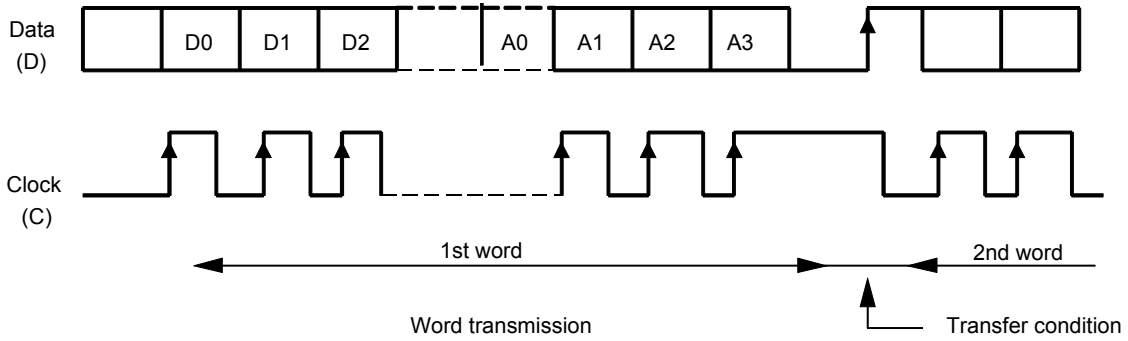 Data
(D)
D0 D1 D2 A0 A1 A2 A3
Clock
(C)
1st word 2nd word
Word transmission Transfer condition